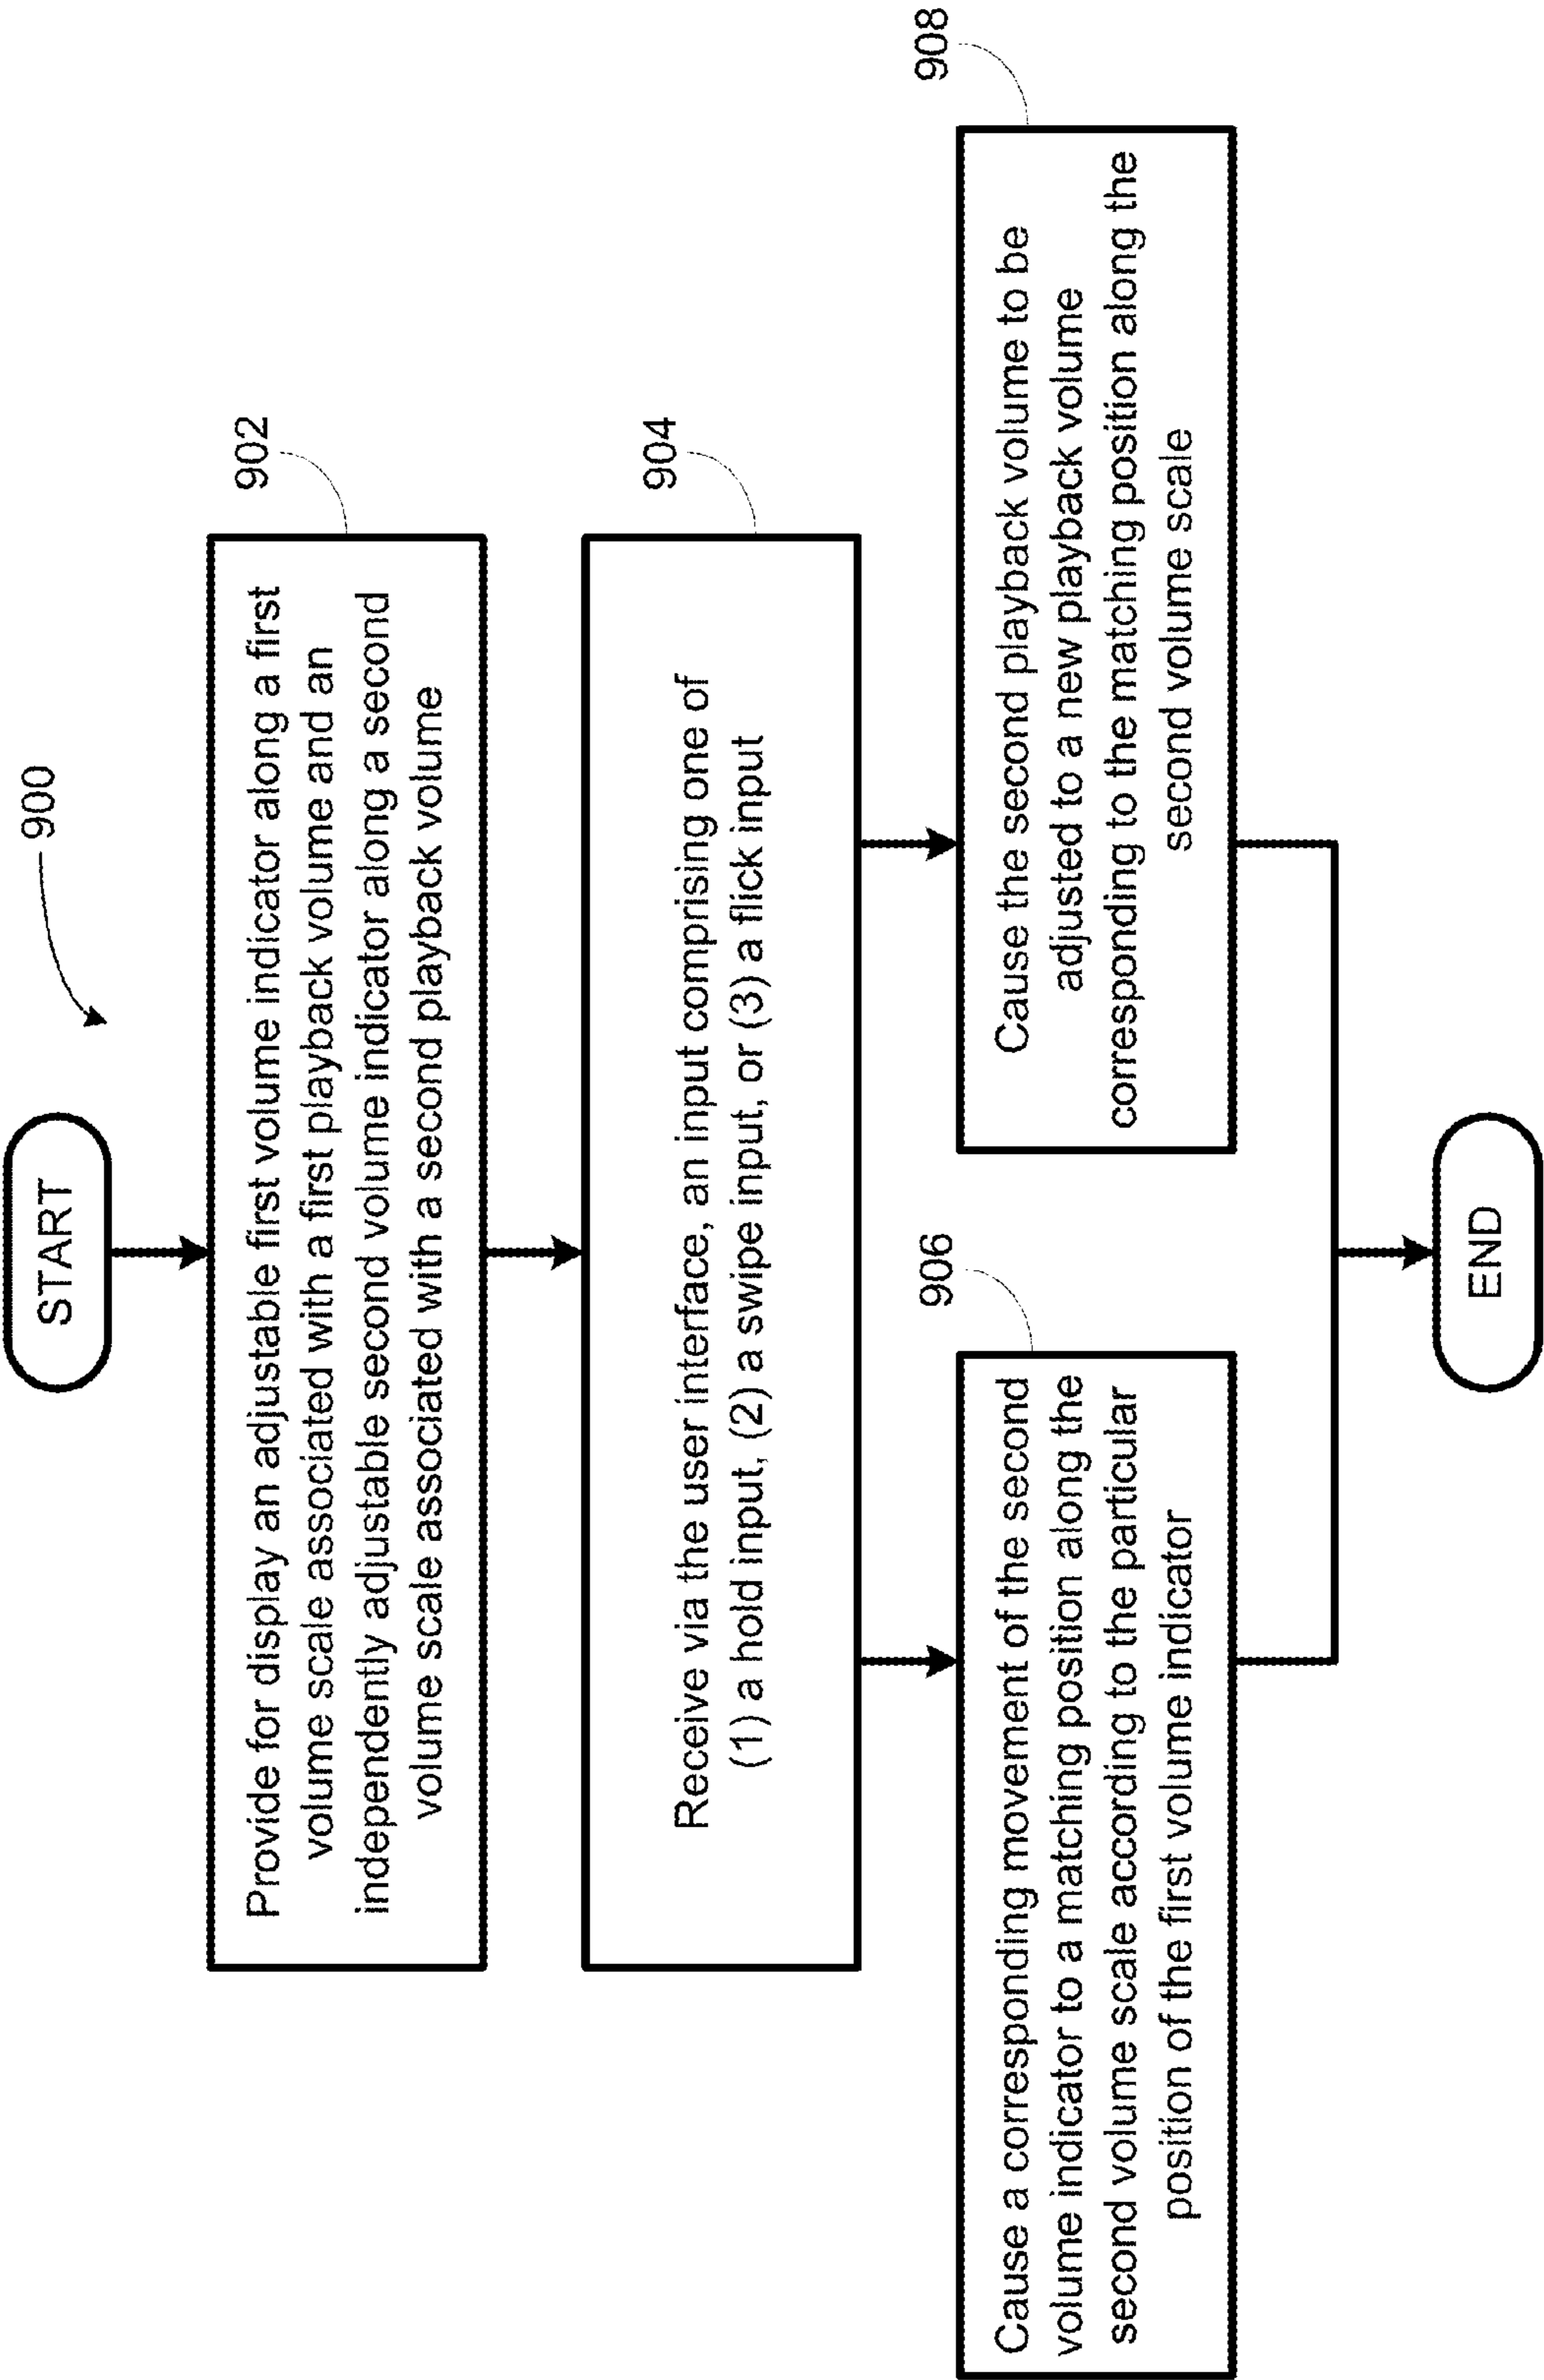 START
900
902
Provide for display an adjustable first volume indicator along a first
volume scale associated with a first playback volume and an
independently adjustable second volume indicator along a second
volume scale associated with a second playback volume
904
Receive via the user interface, an input comprising one of
(1) a hold input, (2) a swipe input, or (3) a flick input
906
Cause a corresponding movement of the second
volume indicator to a matching position along the
second volume scale according to the particular
position of the first volume indicator
908
Cause the second playback volume to be
adjusted to a new playback volume
corresponding to the matching position along the
second volume scale
END